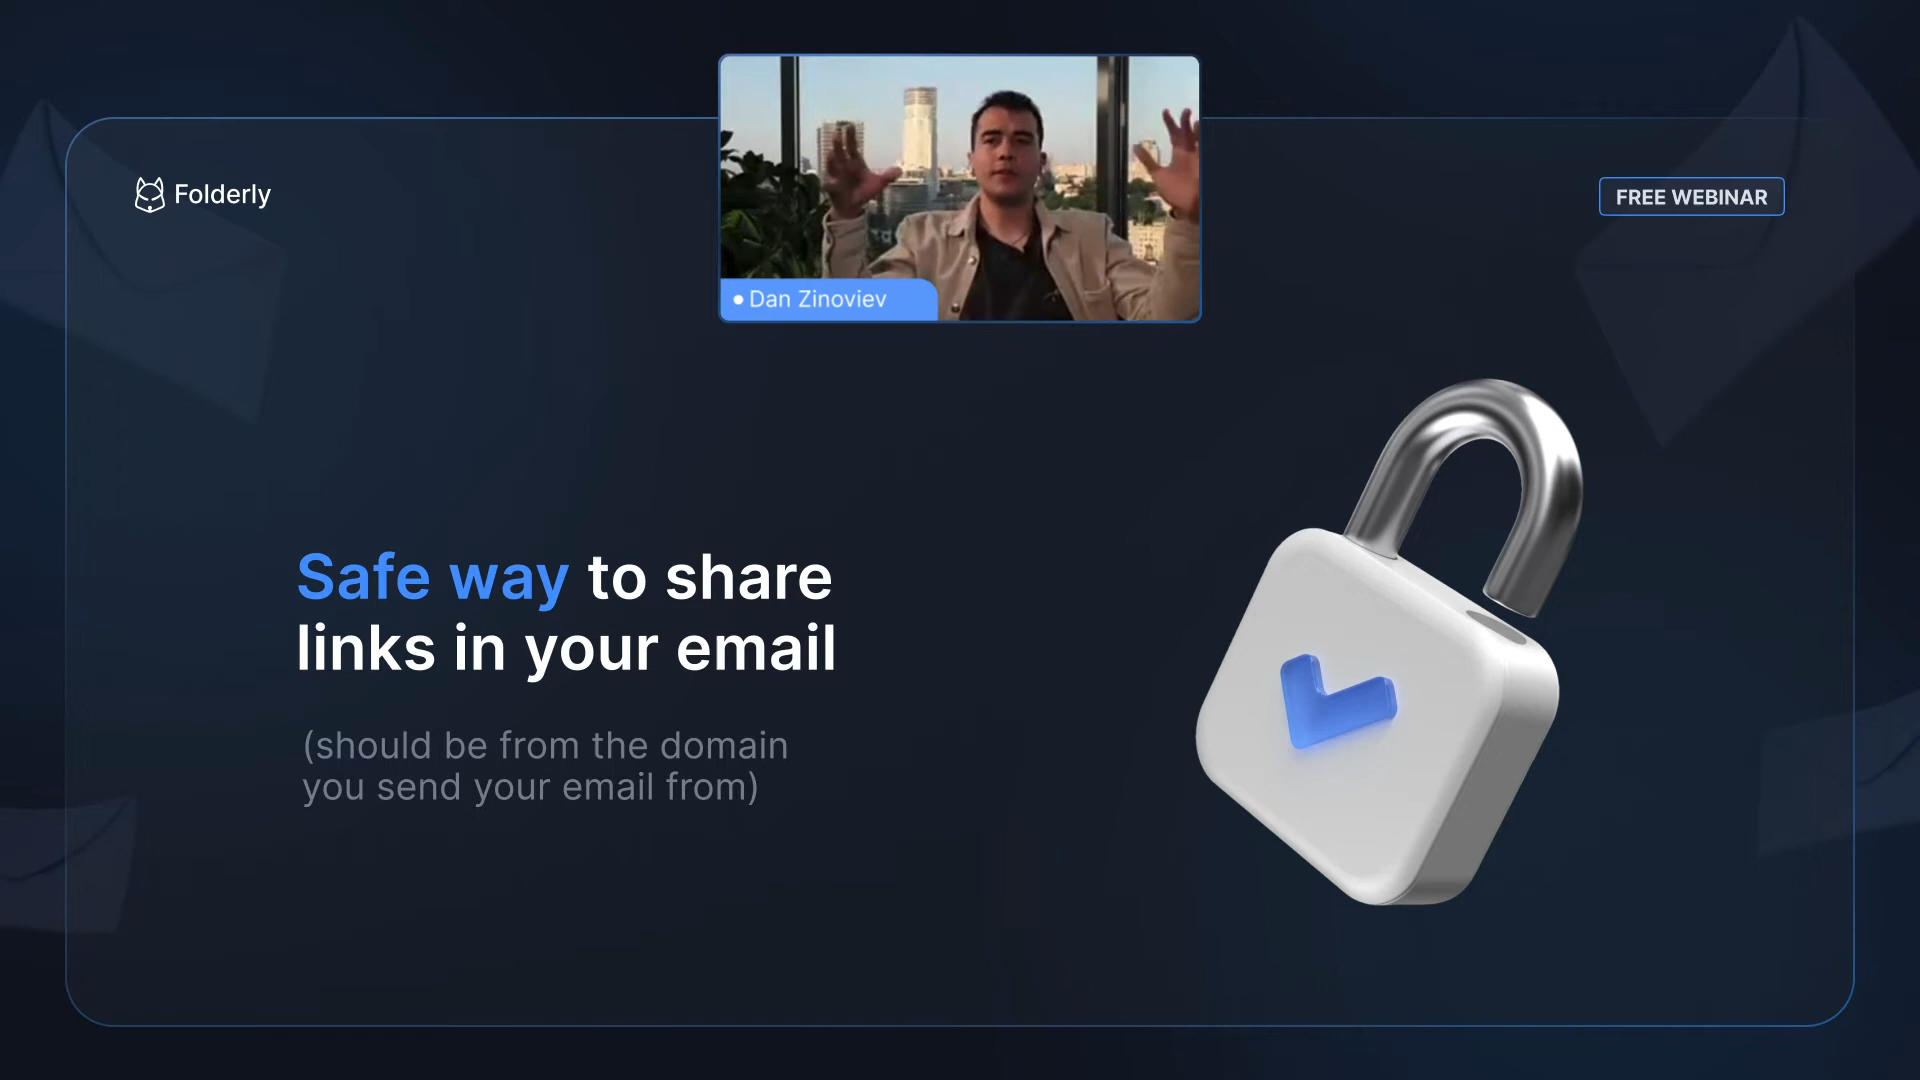 Folderly
Dan Zinoviev
FREE WEBINAR
Safe way to share
links in your email
(should be from the domain
you send your email from)